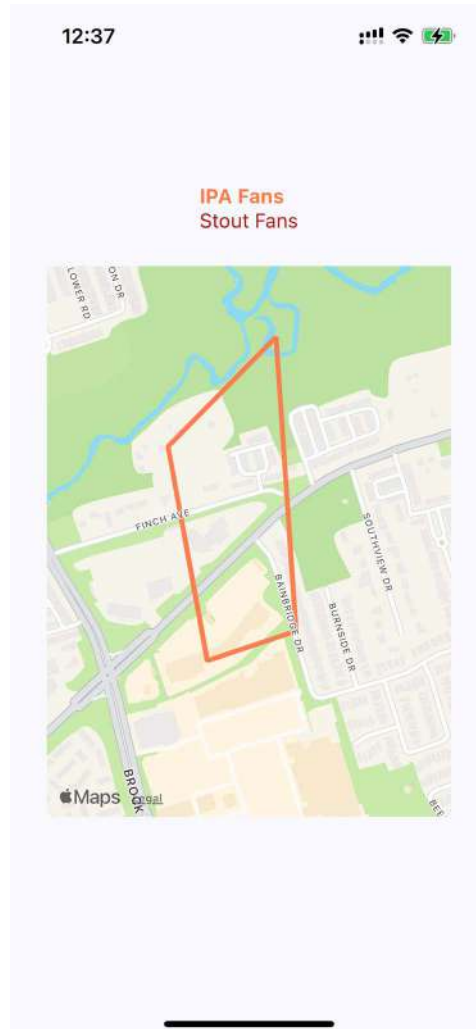 12:37
IPA Fans
Stout Fans
LOWER RD
ON DR
FINCH AVE
SOUTHVIEW DR
BAINBRIDGE DR
BURNSIDE DR
BROCK
BEE
Maps